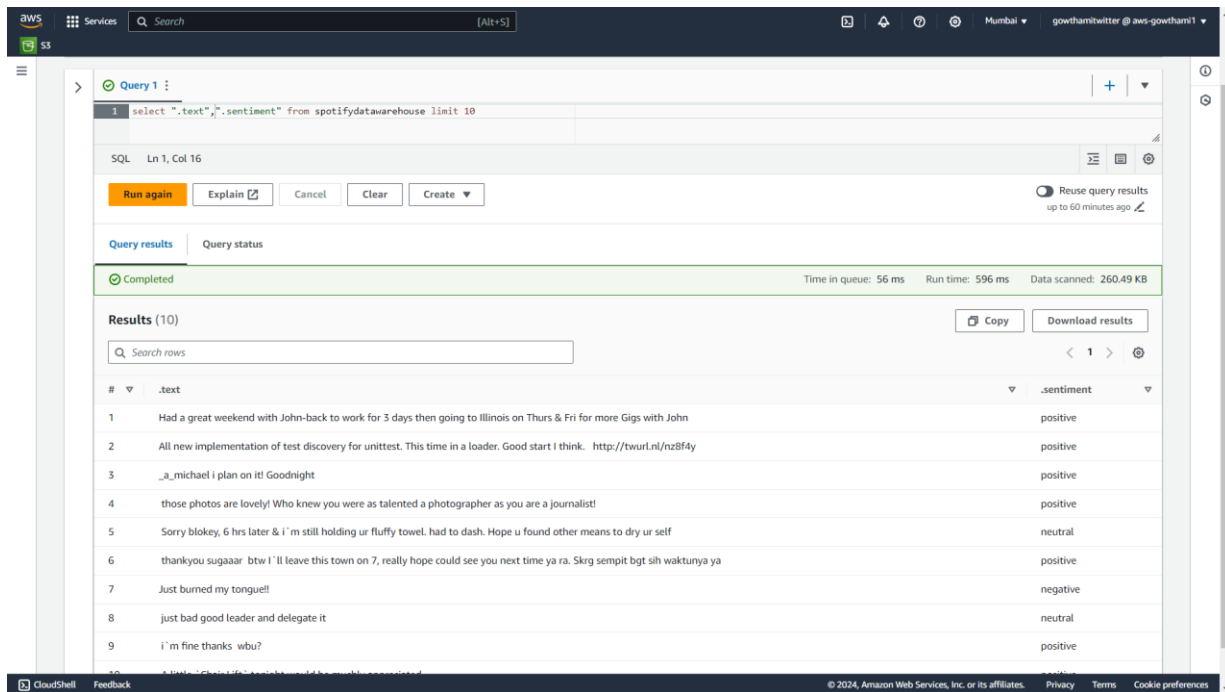 aws Services Search [Alt+S] Mumbai gowthamitwitter @ aws-gowthami1
S3
Query 1
1 select ".text",".sentiment" from spotifydatawarehouse limit 10
SQL Ln 1, Col 16
Run again Explain Cancel Clear Create Reuse query results
up to 60 minutes ago
Query results Query status
Completed Time in queue: 56 ms Run time: 596 ms Data scanned: 260.49 KB
Results (10) Copy Download results
Search rows 1
# .text .sentiment
1 Had a great weekend with John-back to work for 3 days then going to Illinois on Thurs & Fri for more Gigs with John positive
2 All new implementation of test discovery for unittest. This time in a loader. Good start I think. http://twurl.nl/nz8f4y positive
3 _a_michael i plan on it! Goodnight positive
4 those photos are lovely! Who knew you were as talented a photographer as you are a journalist! positive
5 Sorry blokey, 6 hrs later & i`m still holding ur fluffy towel. had to dash. Hope u found other means to dry ur self neutral
6 thankyou sugaaar btw I`ll leave this town on 7, really hope could see you next time ya ra. Skrg sempit bgt sih waktunya ya positive
7 Just burned my tongue!! negative
8 just bad good leader and delegate it neutral
9 i`m fine thanks wbu? positive
CloudShell Feedback © 2024, Amazon Web Services, Inc. or its affiliates. Privacy Terms Cookie preferences